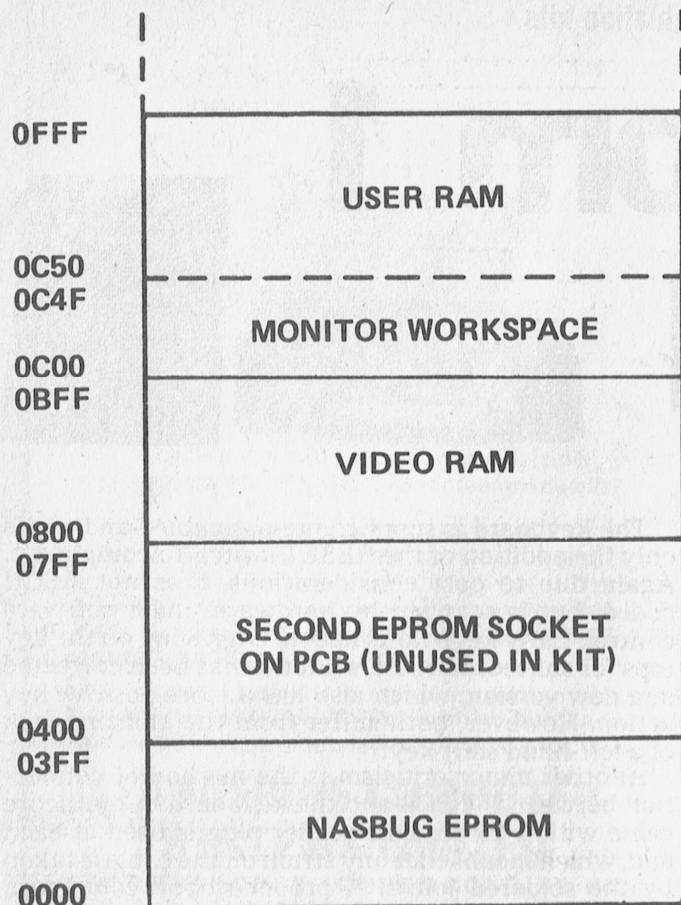 0FFF
USER RAM
0C50
0C4F
MONITOR WORKSPACE
0C00
0BFF
VIDEO RAM
0800
07FF
SECOND EPROM SOCKET
ON PCB (UNUSED IN KIT)
0400
03FF
NASBUG EPROM
0000